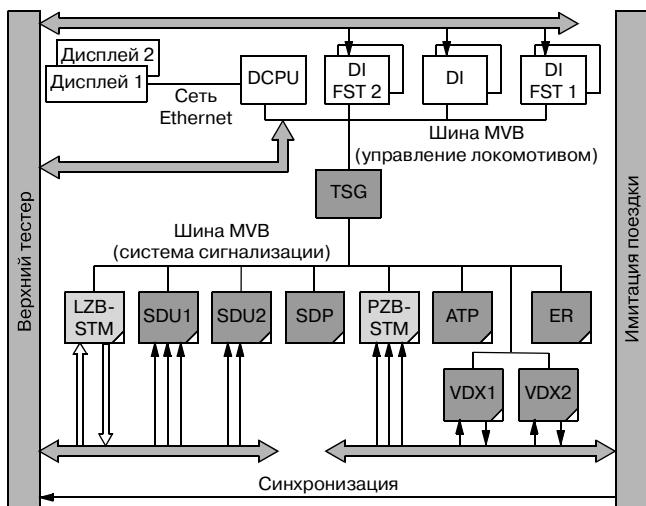 Дисплей 2
Дисплей 1
DCPU
DI
FST 2
DI
DI
FST 1
Сеть
Ethernet
Шина MVB
(управление локомотивом)
TSG
Шина MVB
(система сигнализации)
LZB-
STM
SDU1
SDU2
SDP
PZB-
STM
ATP
ER
VDX1
VDX2
Верхний тестер
Имитация поездки
Синхронизация